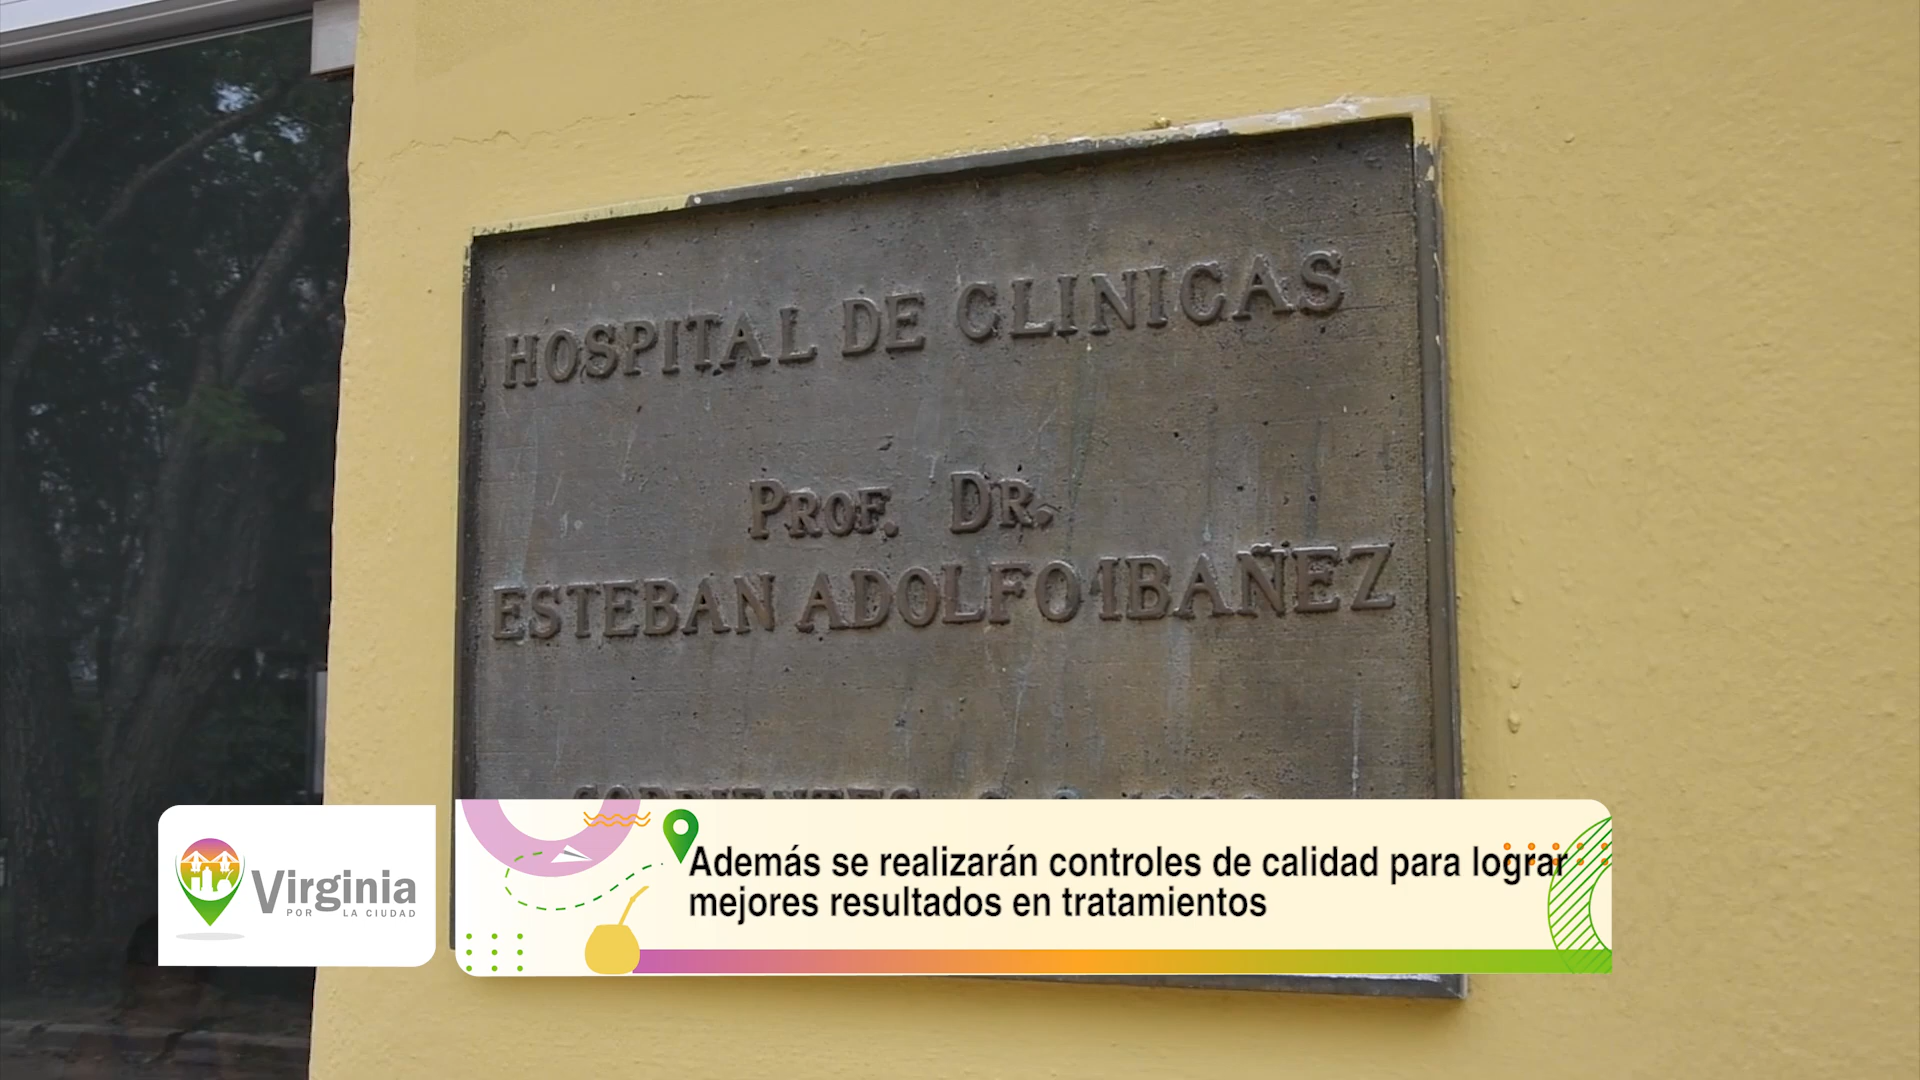 HOSPITAL DE CLINICAS
PROF. DR.
ESTEBAN ADOLFO IBAÑEZ
CORRIENTES
Además se realizarán controles de calidad para lograr
mejores resultados en tratamientos
Virginia
POR LA CIUDAD